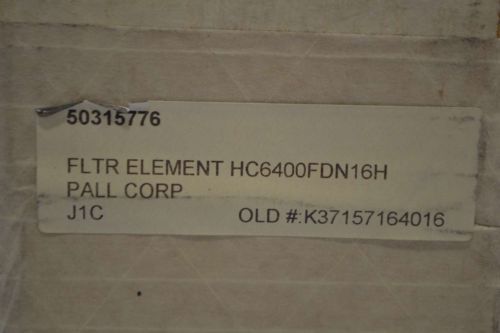 50315776
FLTR ELEMENT HC6400FDN16H
PALL CORP
J1C OLD #:K37157164016